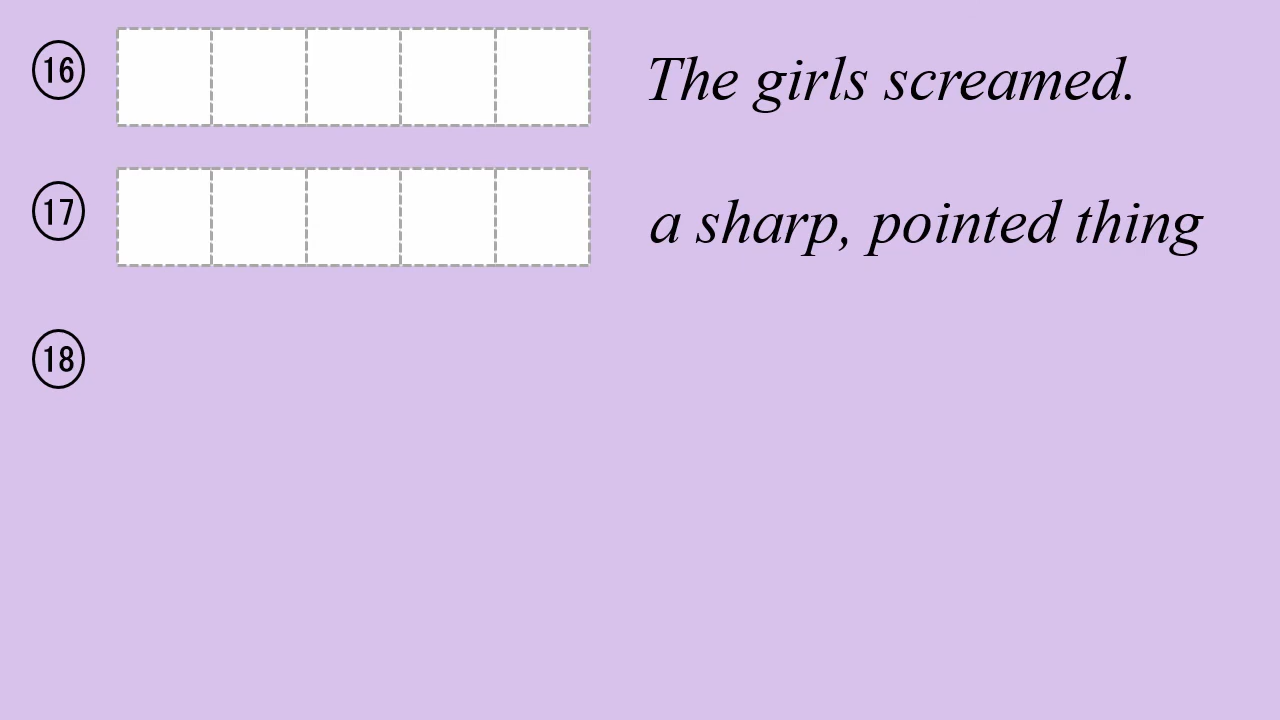 ⑯ The girls screamed.
⑰ a sharp, pointed thing
⑱